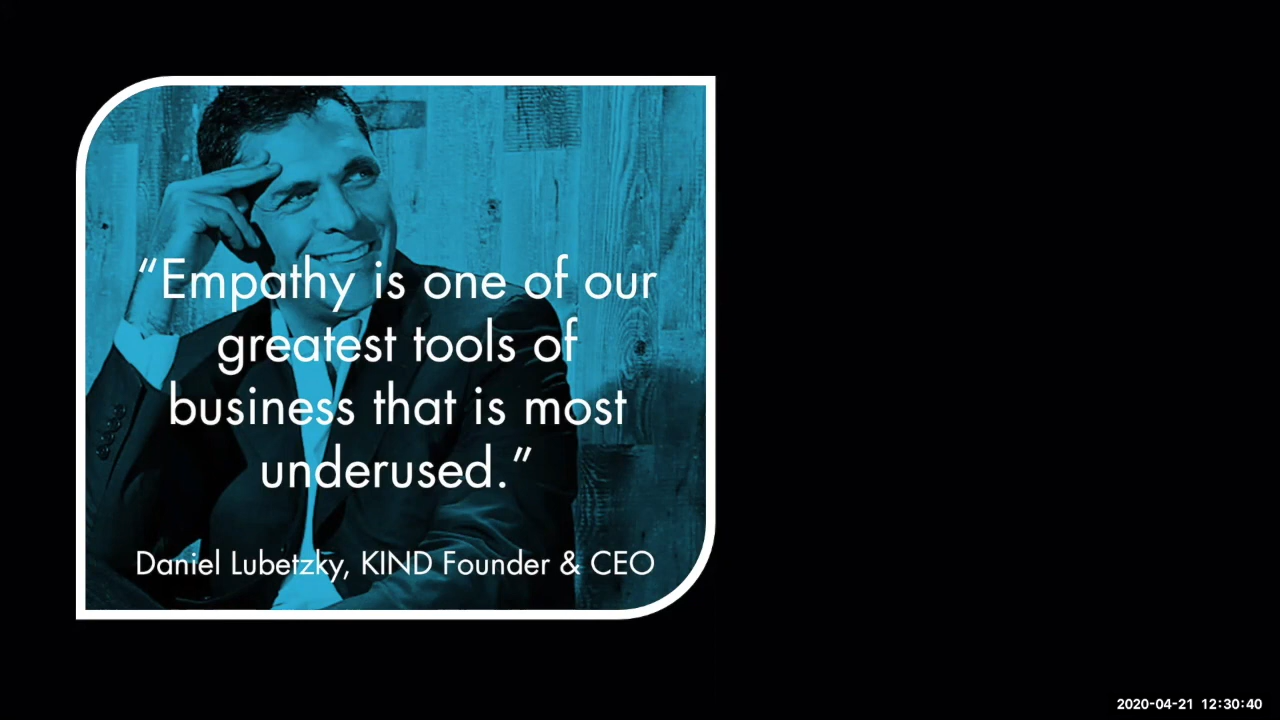 “Empathy is one of our
greatest tools of
business that is most
underused.”
Daniel Lubetzky, KIND Founder & CEO
2020-04-21 12:30:40